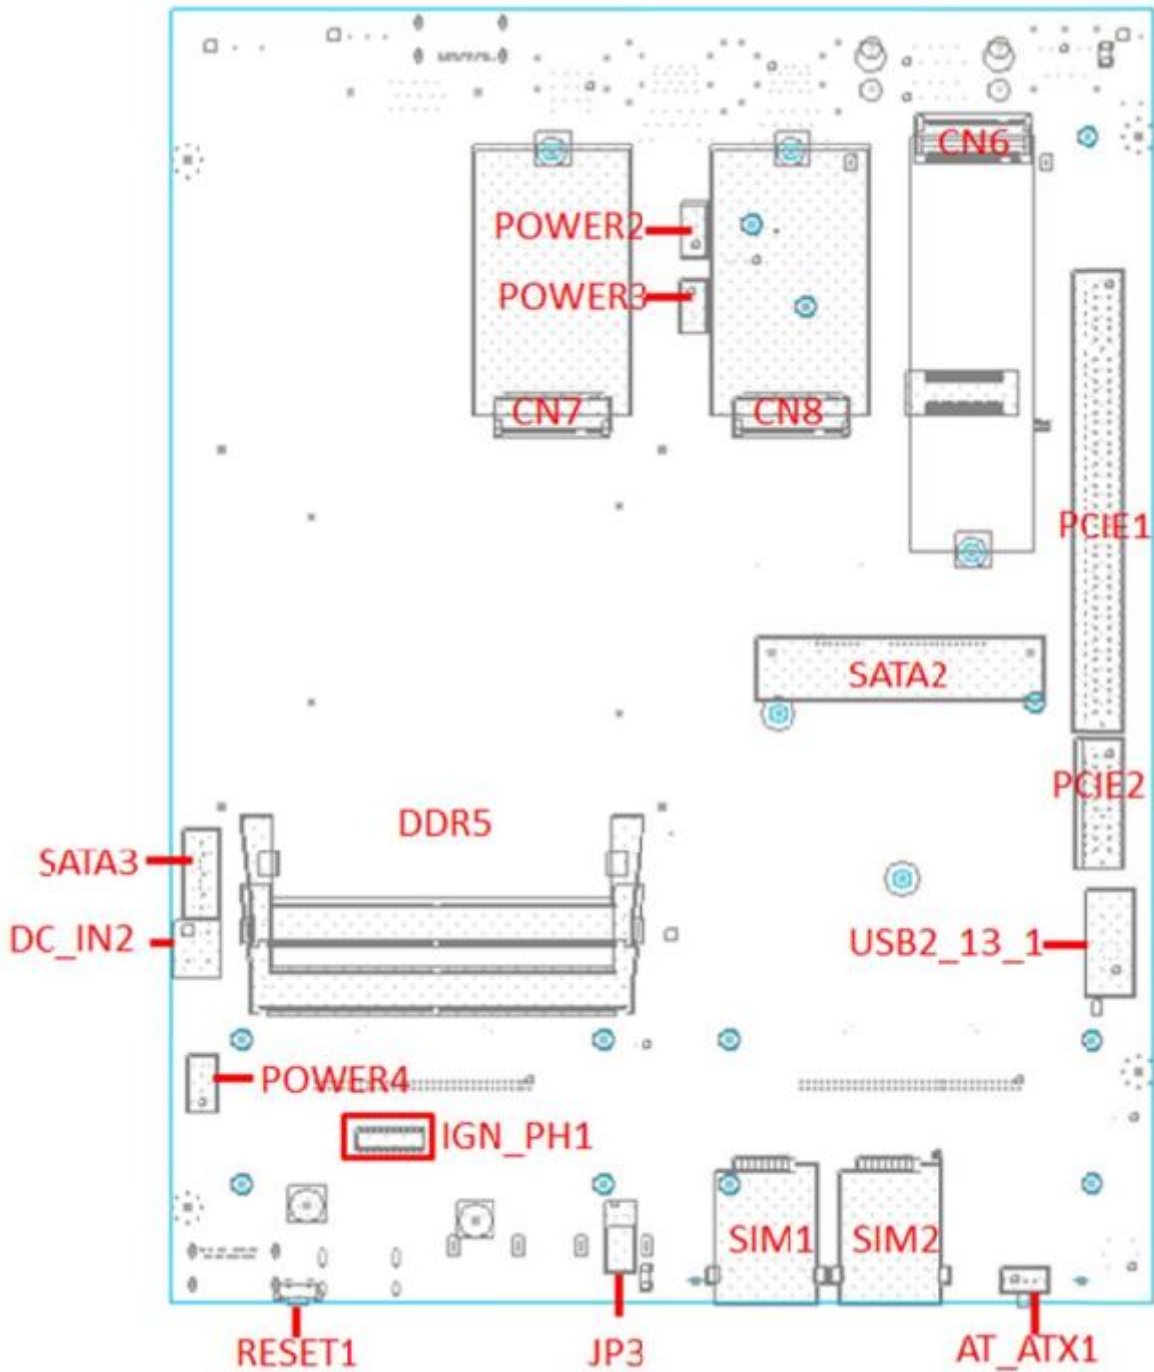 CN6
POWER2
POWER3
CN7
CN8
PCIE1
SATA2
PCIE2
DDR5
SATA3
DC_IN2
USB2_13_1
POWER4
IGN_PH1
SIM1
SIM2
RESET1
JP3
AT_ATX1